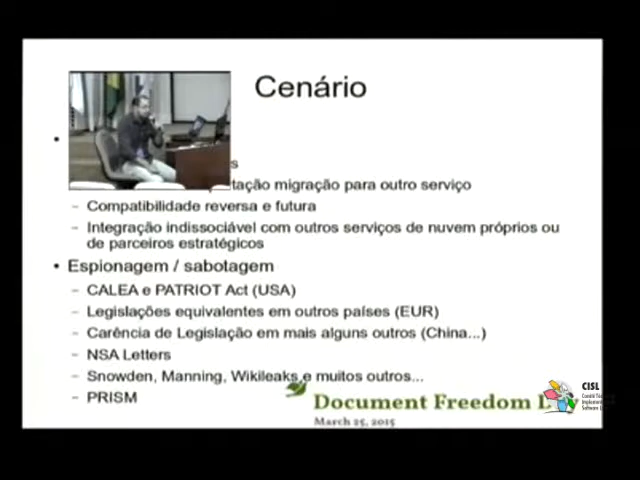 Cenário
•
s
tação migração para outro serviço
– Compatibilidade reversa e futura
– Integração indissociável com outros serviços de nuvem próprios ou
de parceiros estratégicos
• Espionagem / sabotagem
– CALEA e PATRIOT Act (USA)
– Legislações equivalentes em outros países (EUR)
– Carência de Legislação em mais alguns outros (China...)
– NSA Letters
– Snowden, Manning, Wikileaks e muitos outros...
– PRISM
Document Freedom D
March 25, 2015
CISL